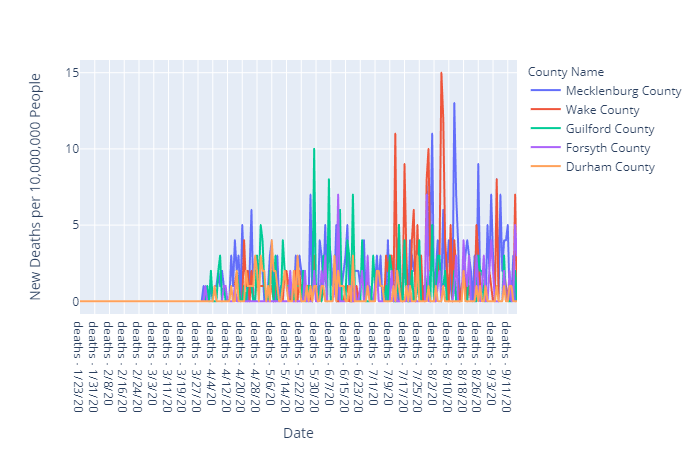 New Deaths per 10,000,000 People
15
10
5
0
County Name
Mecklenburg County
Wake County
Guilford County
Forsyth County
Durham County
deaths - 1/23/20
deaths - 1/31/20
deaths - 2/8/20
deaths - 2/16/20
deaths - 2/24/20
deaths - 3/3/20
deaths - 3/11/20
deaths - 3/19/20
deaths - 3/27/20
deaths - 4/4/20
deaths - 4/12/20
deaths - 4/20/20
deaths - 4/28/20
deaths - 5/6/20
deaths - 5/14/20
deaths - 5/22/20
deaths - 5/30/20
deaths - 6/7/20
deaths - 6/15/20
deaths - 6/23/20
deaths - 7/1/20
deaths - 7/9/20
deaths - 7/17/20
deaths - 7/25/20
deaths - 8/2/20
deaths - 8/10/20
deaths - 8/18/20
deaths - 8/26/20
deaths - 9/3/20
deaths - 9/11/20
Date